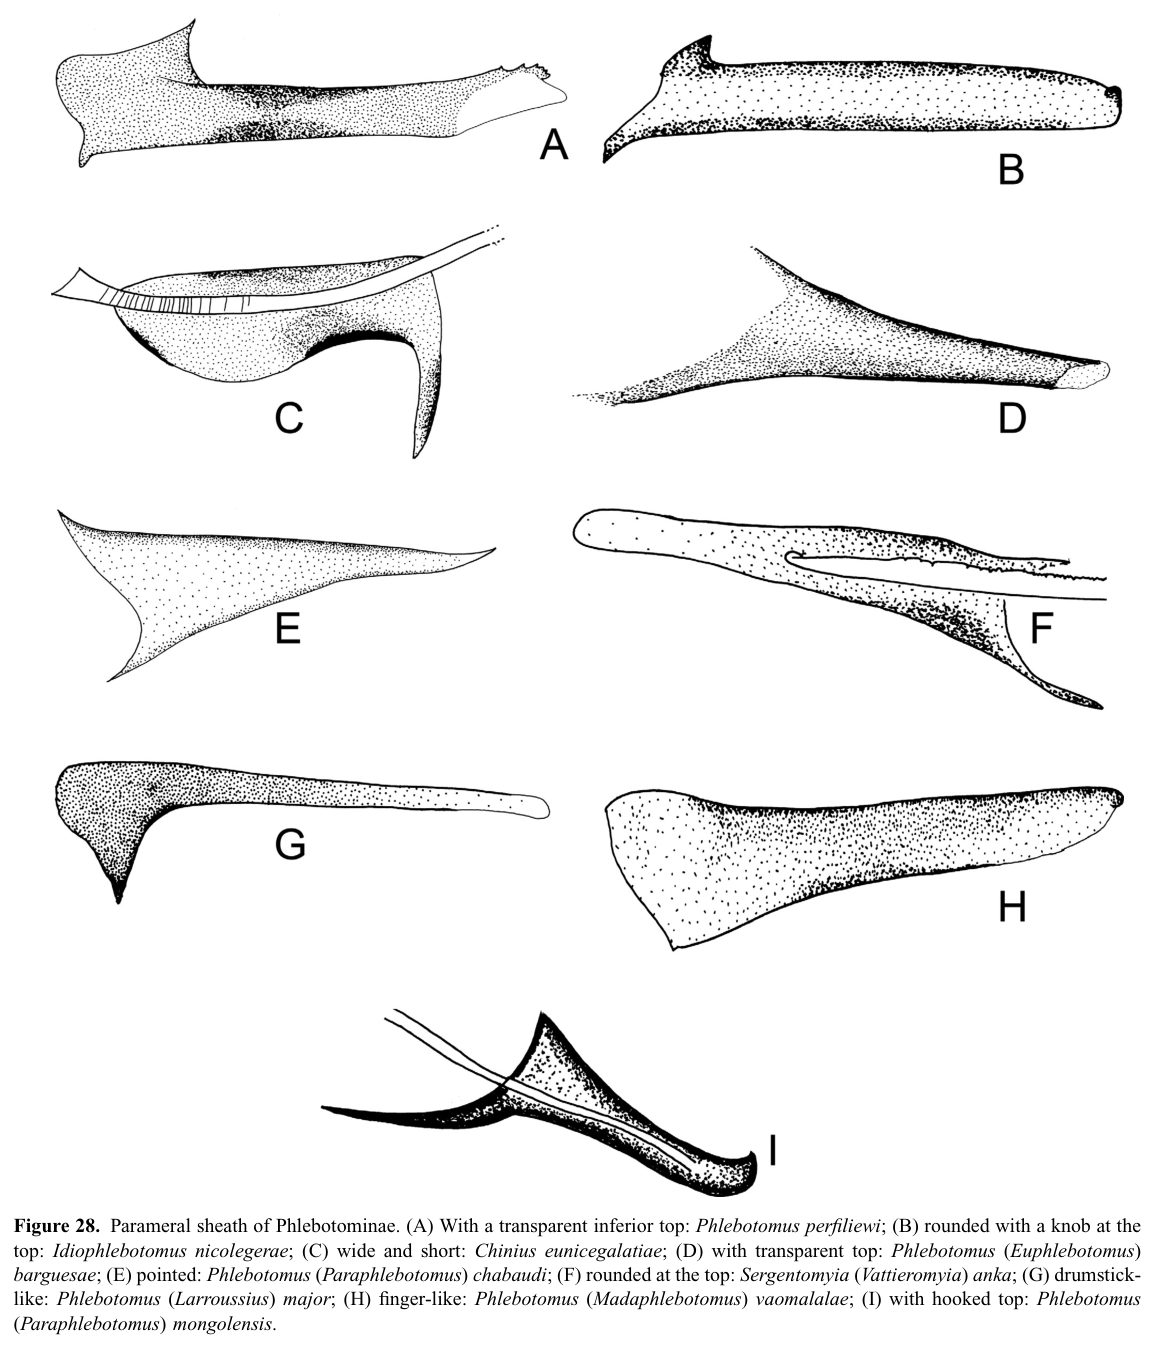 A
B
C
D
E
F
G
H
I
Figure 28. Parameral sheath of Phlebotominae. (A) With a transparent inferior top: Phlebotomus perfiliewi; (B) rounded with a knob at the
top: Idiophlebotomus nicolegerae; (C) wide and short: Chinius eunicegalatiae; (D) with transparent top: Phlebotomus (Euphlebotomus)
barguesae; (E) pointed: Phlebotomus (Paraphlebotomus) chabaudi; (F) rounded at the top: Sergentomyia (Vattieromyia) anka; (G) drumstick-
like: Phlebotomus (Larroussius) major; (H) finger-like: Phlebotomus (Madaphlebotomus) vaomalalae; (I) with hooked top: Phlebotomus
(Paraphlebotomus) mongolensis.